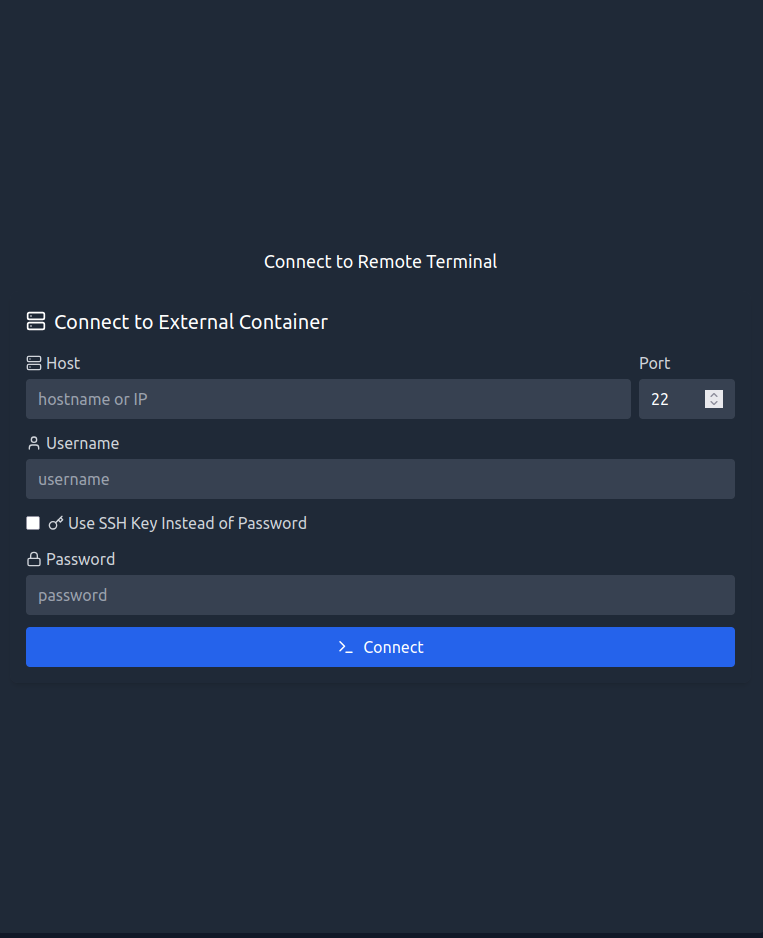 Connect to Remote Terminal
Connect to External Container
Host Port
hostname or IP 22
Username
username
Use SSH Key Instead of Password
Password
password
Connect